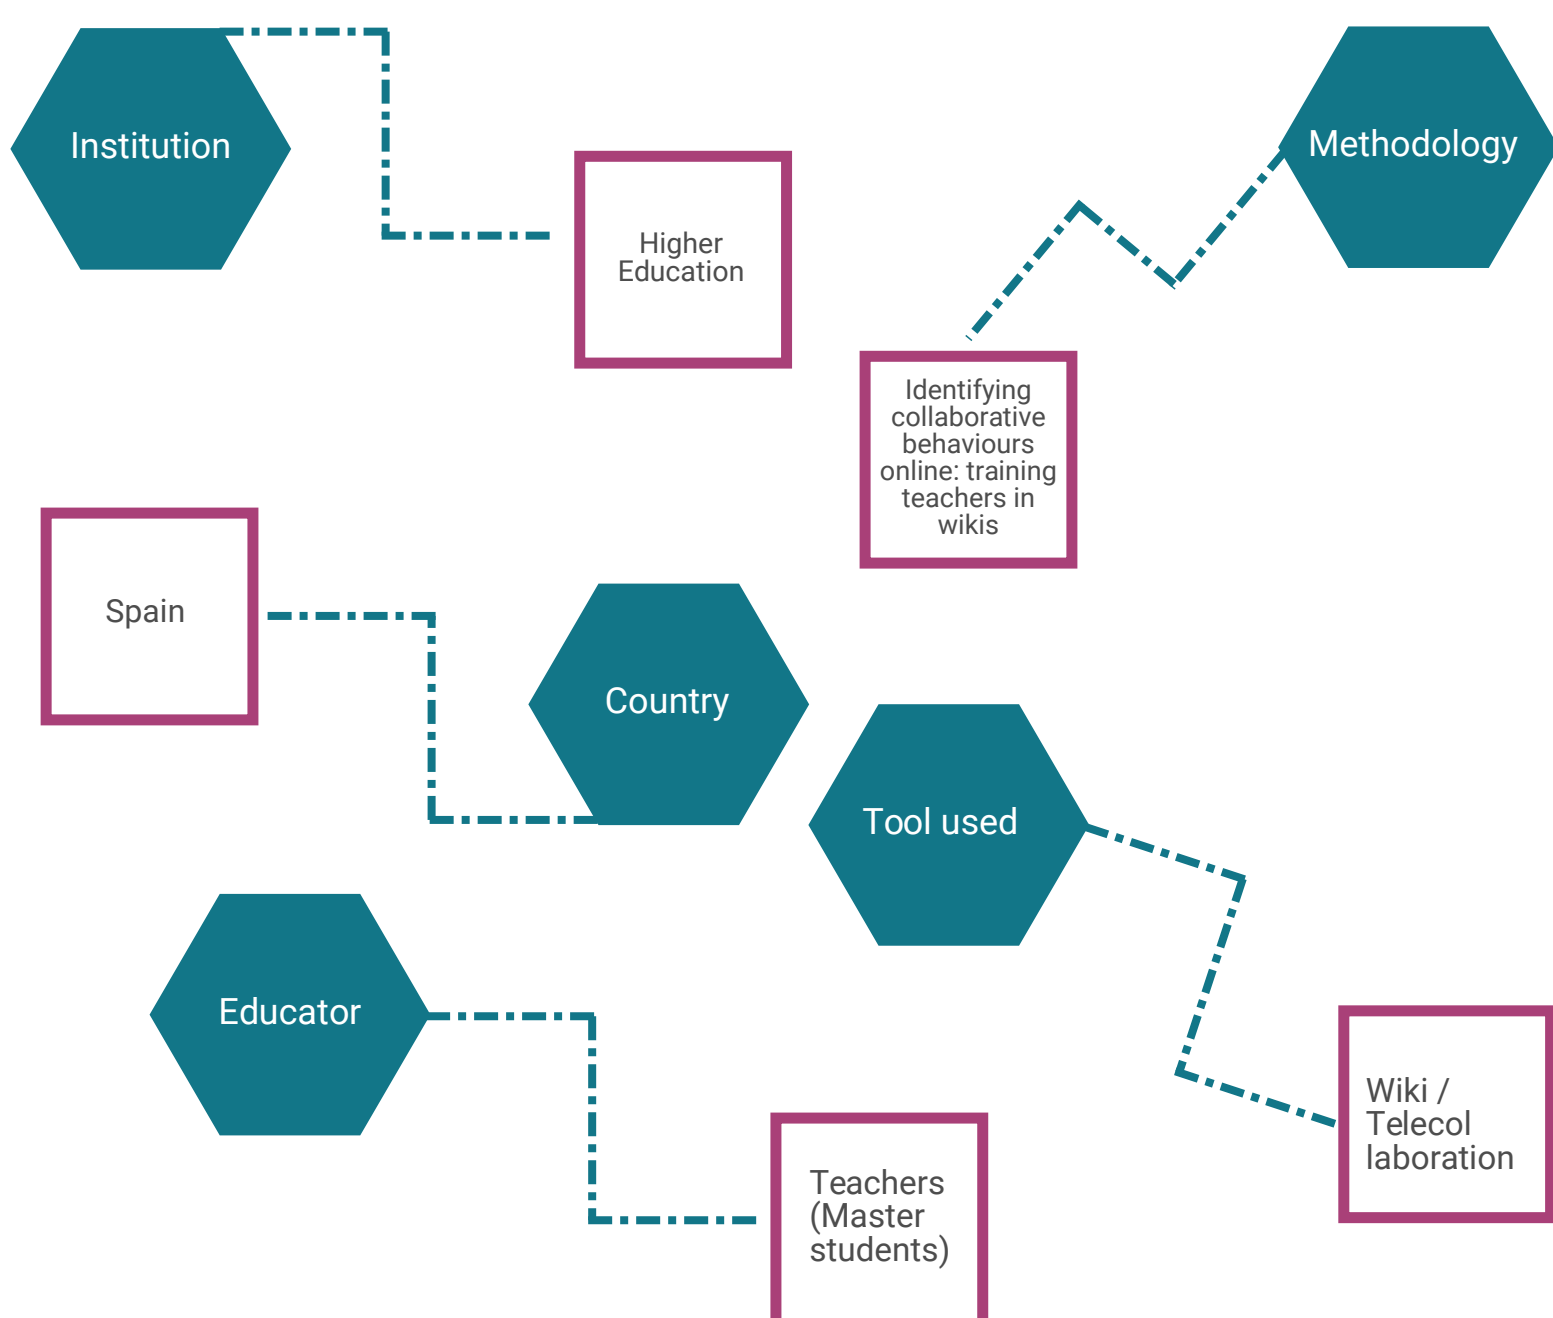 Institution
Methodology
Higher
Education
Identifying
collaborative
behaviours
online: training
teachers in
wikis
Spain
Country
Tool used
Educator
Wiki /
Telecol
laboration
Teachers
(Master
students)